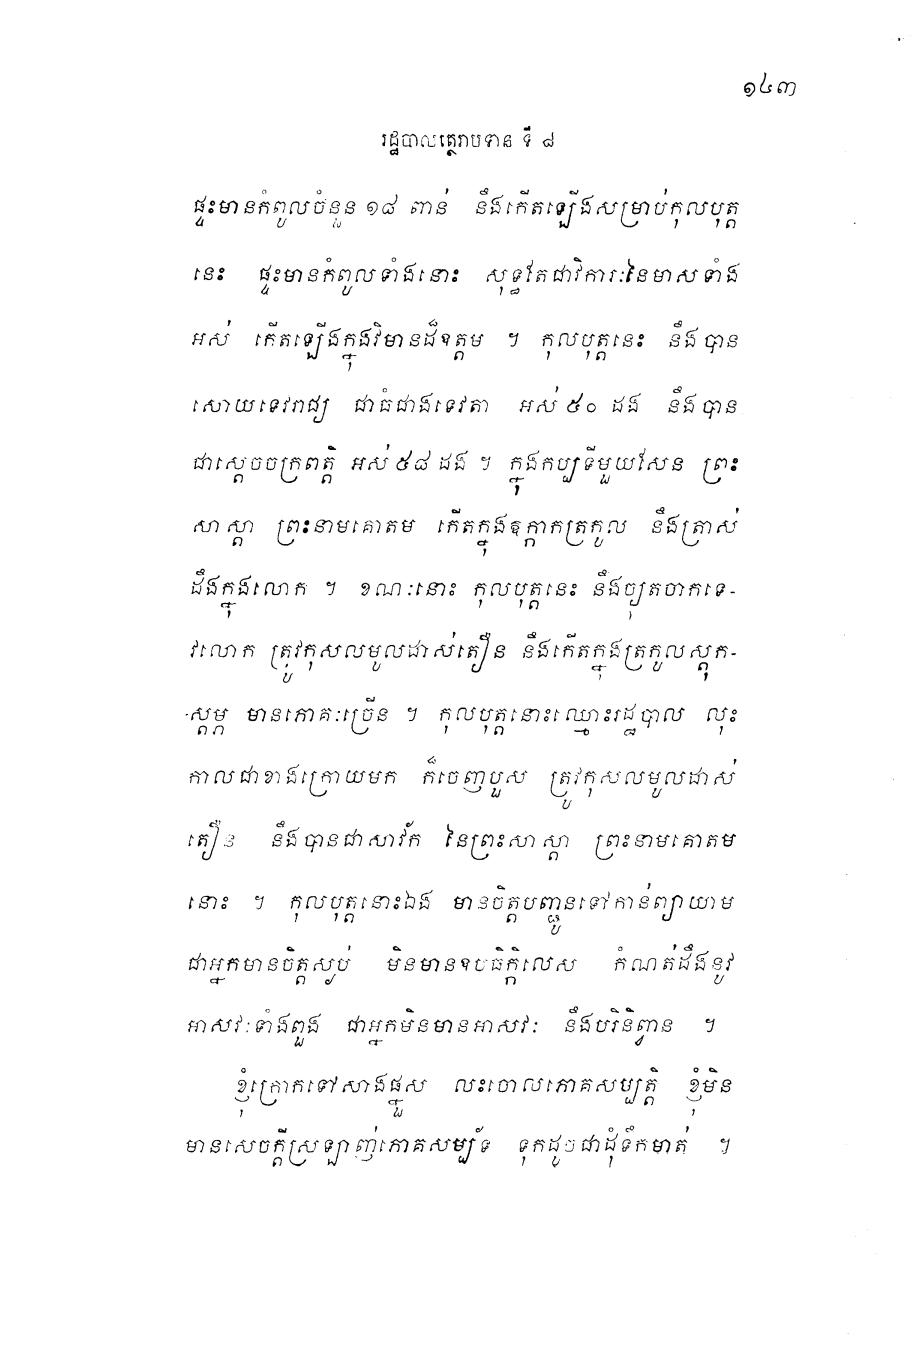 ១៤៣
រដ្ឋបាលត្ថេរាបទាន ទី ៨
ផ្ទះមានកំពូលចំនួន ១៨ ពាន់ នឹងកើតឡើងសម្រាប់កុលបុត្ត
នេះ ផ្ទះមានកំពូលទាំងនោះ សុទ្ធតែជាវិការៈនៃមាសទាំង
អស់ កើតឡើងក្នុងវិមានដ៏ឧត្តម ។ កុលបុត្តនេះ នឹងបាន
សោយទេវរាជ្យ ជាធំជាងទេវតា អស់ ៥០ ដង នឹងបាន
ជាស្តេចចក្រពត្តិ អស់ ៥៨ ដង ។ ក្នុងកប្បទីមួយសែន ព្រះ
សាស្តា ព្រះនាមគោតម កើតក្នុងឧក្កាកត្រកូល នឹងត្រាស់
ដឹងក្នុងលោក ។ ខណៈនោះ កុលបុត្តនេះ នឹងច្យុតចាកទេ-
វលោក ត្រូវកុសលមូលដាស់តឿន នឹងកើតក្នុងត្រកូលស្តុក-
ស្តម្ភ មានភោគៈច្រើន ។ កុលបុត្តនោះឈ្មោះរដ្ឋបាល លុះ
កាលជាខាងក្រោយមក ក៏ចេញបួស ត្រូវកុសលមូលដាស់
តឿន នឹងបានជាសាវ័ក នៃព្រះសាស្តា ព្រះនាមគោតម
នោះ ។ កុលបុត្តនោះឯង មានចិត្តបញ្ជូនទៅកាន់ព្យាយាម
ជាអ្នកមានចិត្តស្ងប់ មិនមានឧបធិក្កិលេស កំណត់ដឹងនូវ
អាសវៈទាំងពួង ជាអ្នកមិនមានអាសវៈ នឹងបរិនិព្វាន ។
ខ្ញុំក្រោកទៅសាងផ្នួស លះចោលភោគសម្បត្តិ ខ្ញុំមិន
មានសេចក្តីស្រឡាញ់ភោគសម្ប័ទ ទុកដូចជាដុំទឹកមាត់ ។